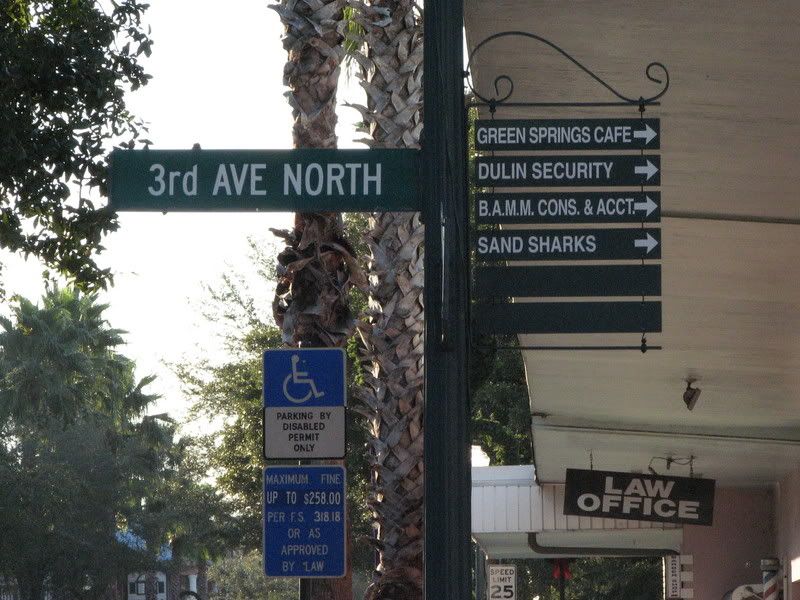 3rd AVE NORTH
GREEN SPRINGS CAFE
DULIN SECURITY
B.A.M.M. CONS. & ACCT.
SAND SHARKS
PARKING BY
DISABLED
PERMIT
ONLY
MAXIMUM FINE
UP TO $258.00
PER F.S. 318.18
OR AS
APPROVED
BY LAW
LAW
OFFICE
SPEED
LIMIT
25